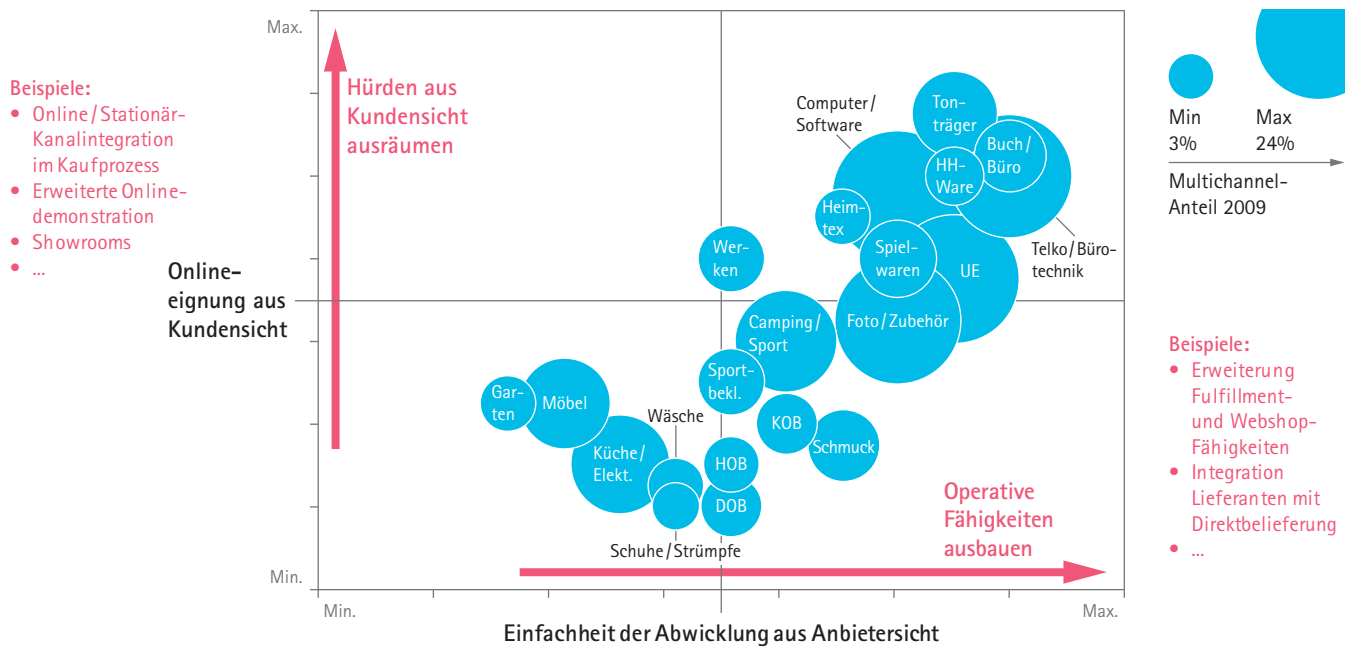 Max.
Beispiele:
• Online/Stationär-
Kanalintegration
im Kaufprozess
• Erweiterte Online-
demonstration
• Showrooms
• ...
Hürden aus
Kundensicht
ausräumen
Online-
eignung aus
Kundensicht
Computer/
Software
Ton-
träger
Buch/
Büro
HH-
Ware
Heim-
tex
Telko/Büro-
technik
Wer-
ken
Spiel-
waren
UE
Camping/
Sport
Foto/Zubehör
Sport-
bekl.
Gar-
ten
Möbel
Wäsche
KOB
Schmuck
Küche/
Elekt.
HOB
DOB
Schuhe/Strümpfe
Operative
Fähigkeiten
ausbauen
Min.
Min.
Max.
Einfachheit der Abwicklung aus Anbietersicht
Min
3%
Max
24%
Multichannel-
Anteil 2009
Beispiele:
• Erweiterung
Fulfillment-
und Webshop-
Fähigkeiten
• Integration
Lieferanten mit
Direktbelieferung
• ...